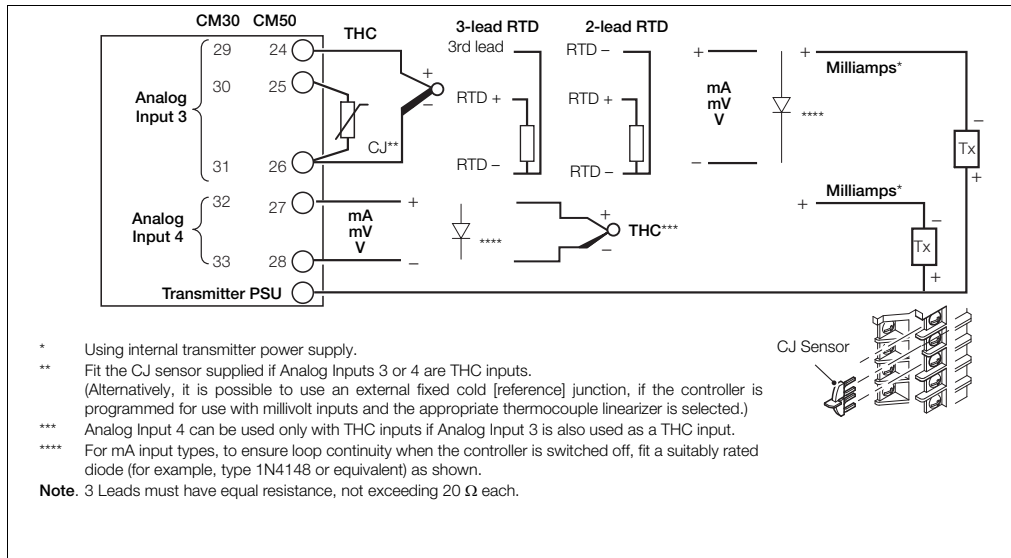 CM30 CM50 THC 3-lead RTD 2-lead RTD
29 24 3rd lead RTD – + + Milliamps*
30 25 + RTD + RTD + mA
Analog – mV ****
Input 3 V
CJ** – Tx
31 26 RTD – RTD – – +
32 27 + + Milliamps*
Analog mA + –
Input 4 mV **** THC*** Tx
V –
33 28 – +
Transmitter PSU
CJ Sensor
* Using internal transmitter power supply.
** Fit the CJ sensor supplied if Analog Inputs 3 or 4 are THC inputs.
(Alternatively, it is possible to use an external fixed cold [reference] junction, if the controller is
programmed for use with millivolt inputs and the appropriate thermocouple linearizer is selected.)
*** Analog Input 4 can be used only with THC inputs if Analog Input 3 is also used as a THC input.
**** For mA input types, to ensure loop continuity when the controller is switched off, fit a suitably rated
diode (for example, type 1N4148 or equivalent) as shown.
Note. 3 Leads must have equal resistance, not exceeding 20 Ω each.